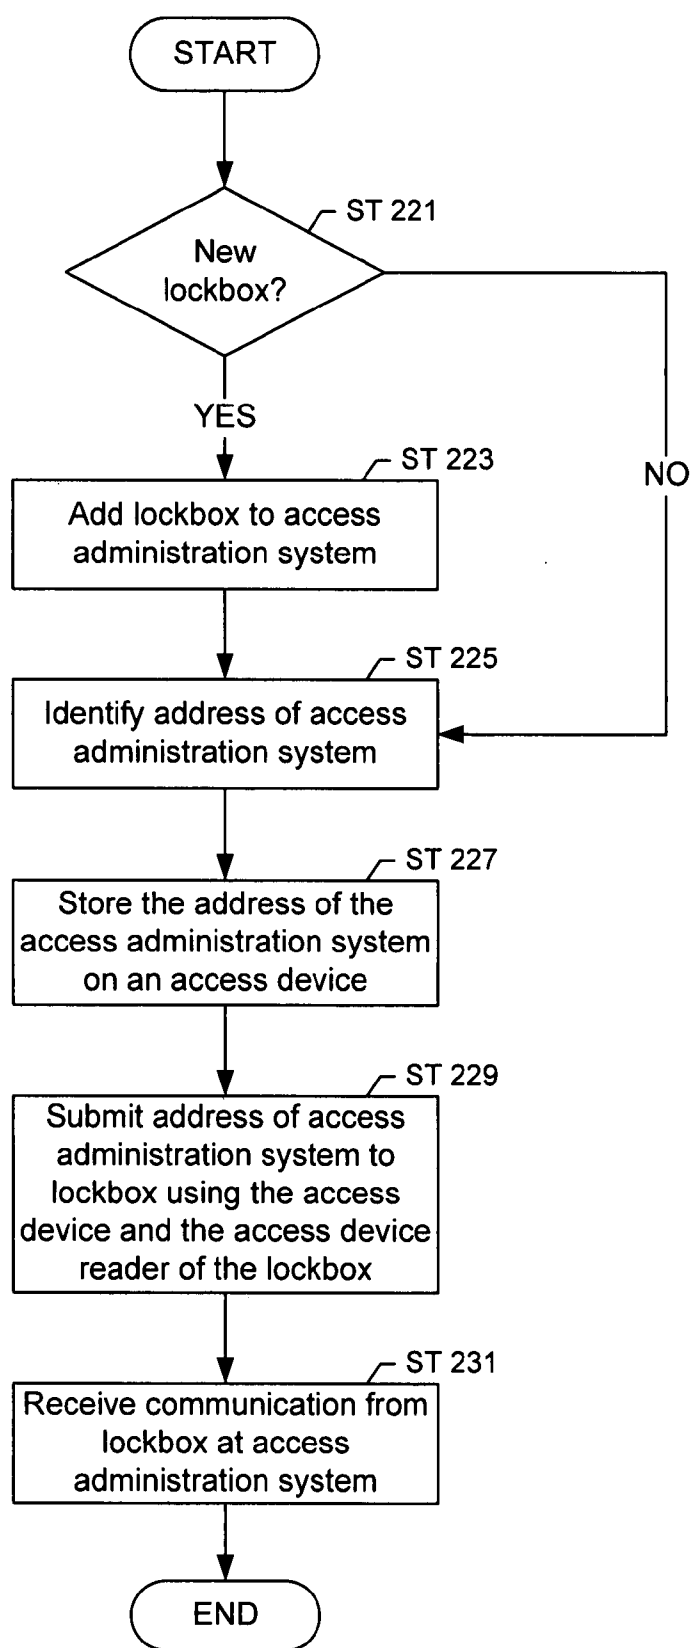 START
ST 221
New
lockbox?
YES
NO
ST 223
Add lockbox to access
administration system
ST 225
Identify address of access
administration system
ST 227
Store the address of the
access administration system
on an access device
ST 229
Submit address of access
administration system to
lockbox using the access
device and the access device
reader of the lockbox
ST 231
Receive communication from
lockbox at access
administration system
END